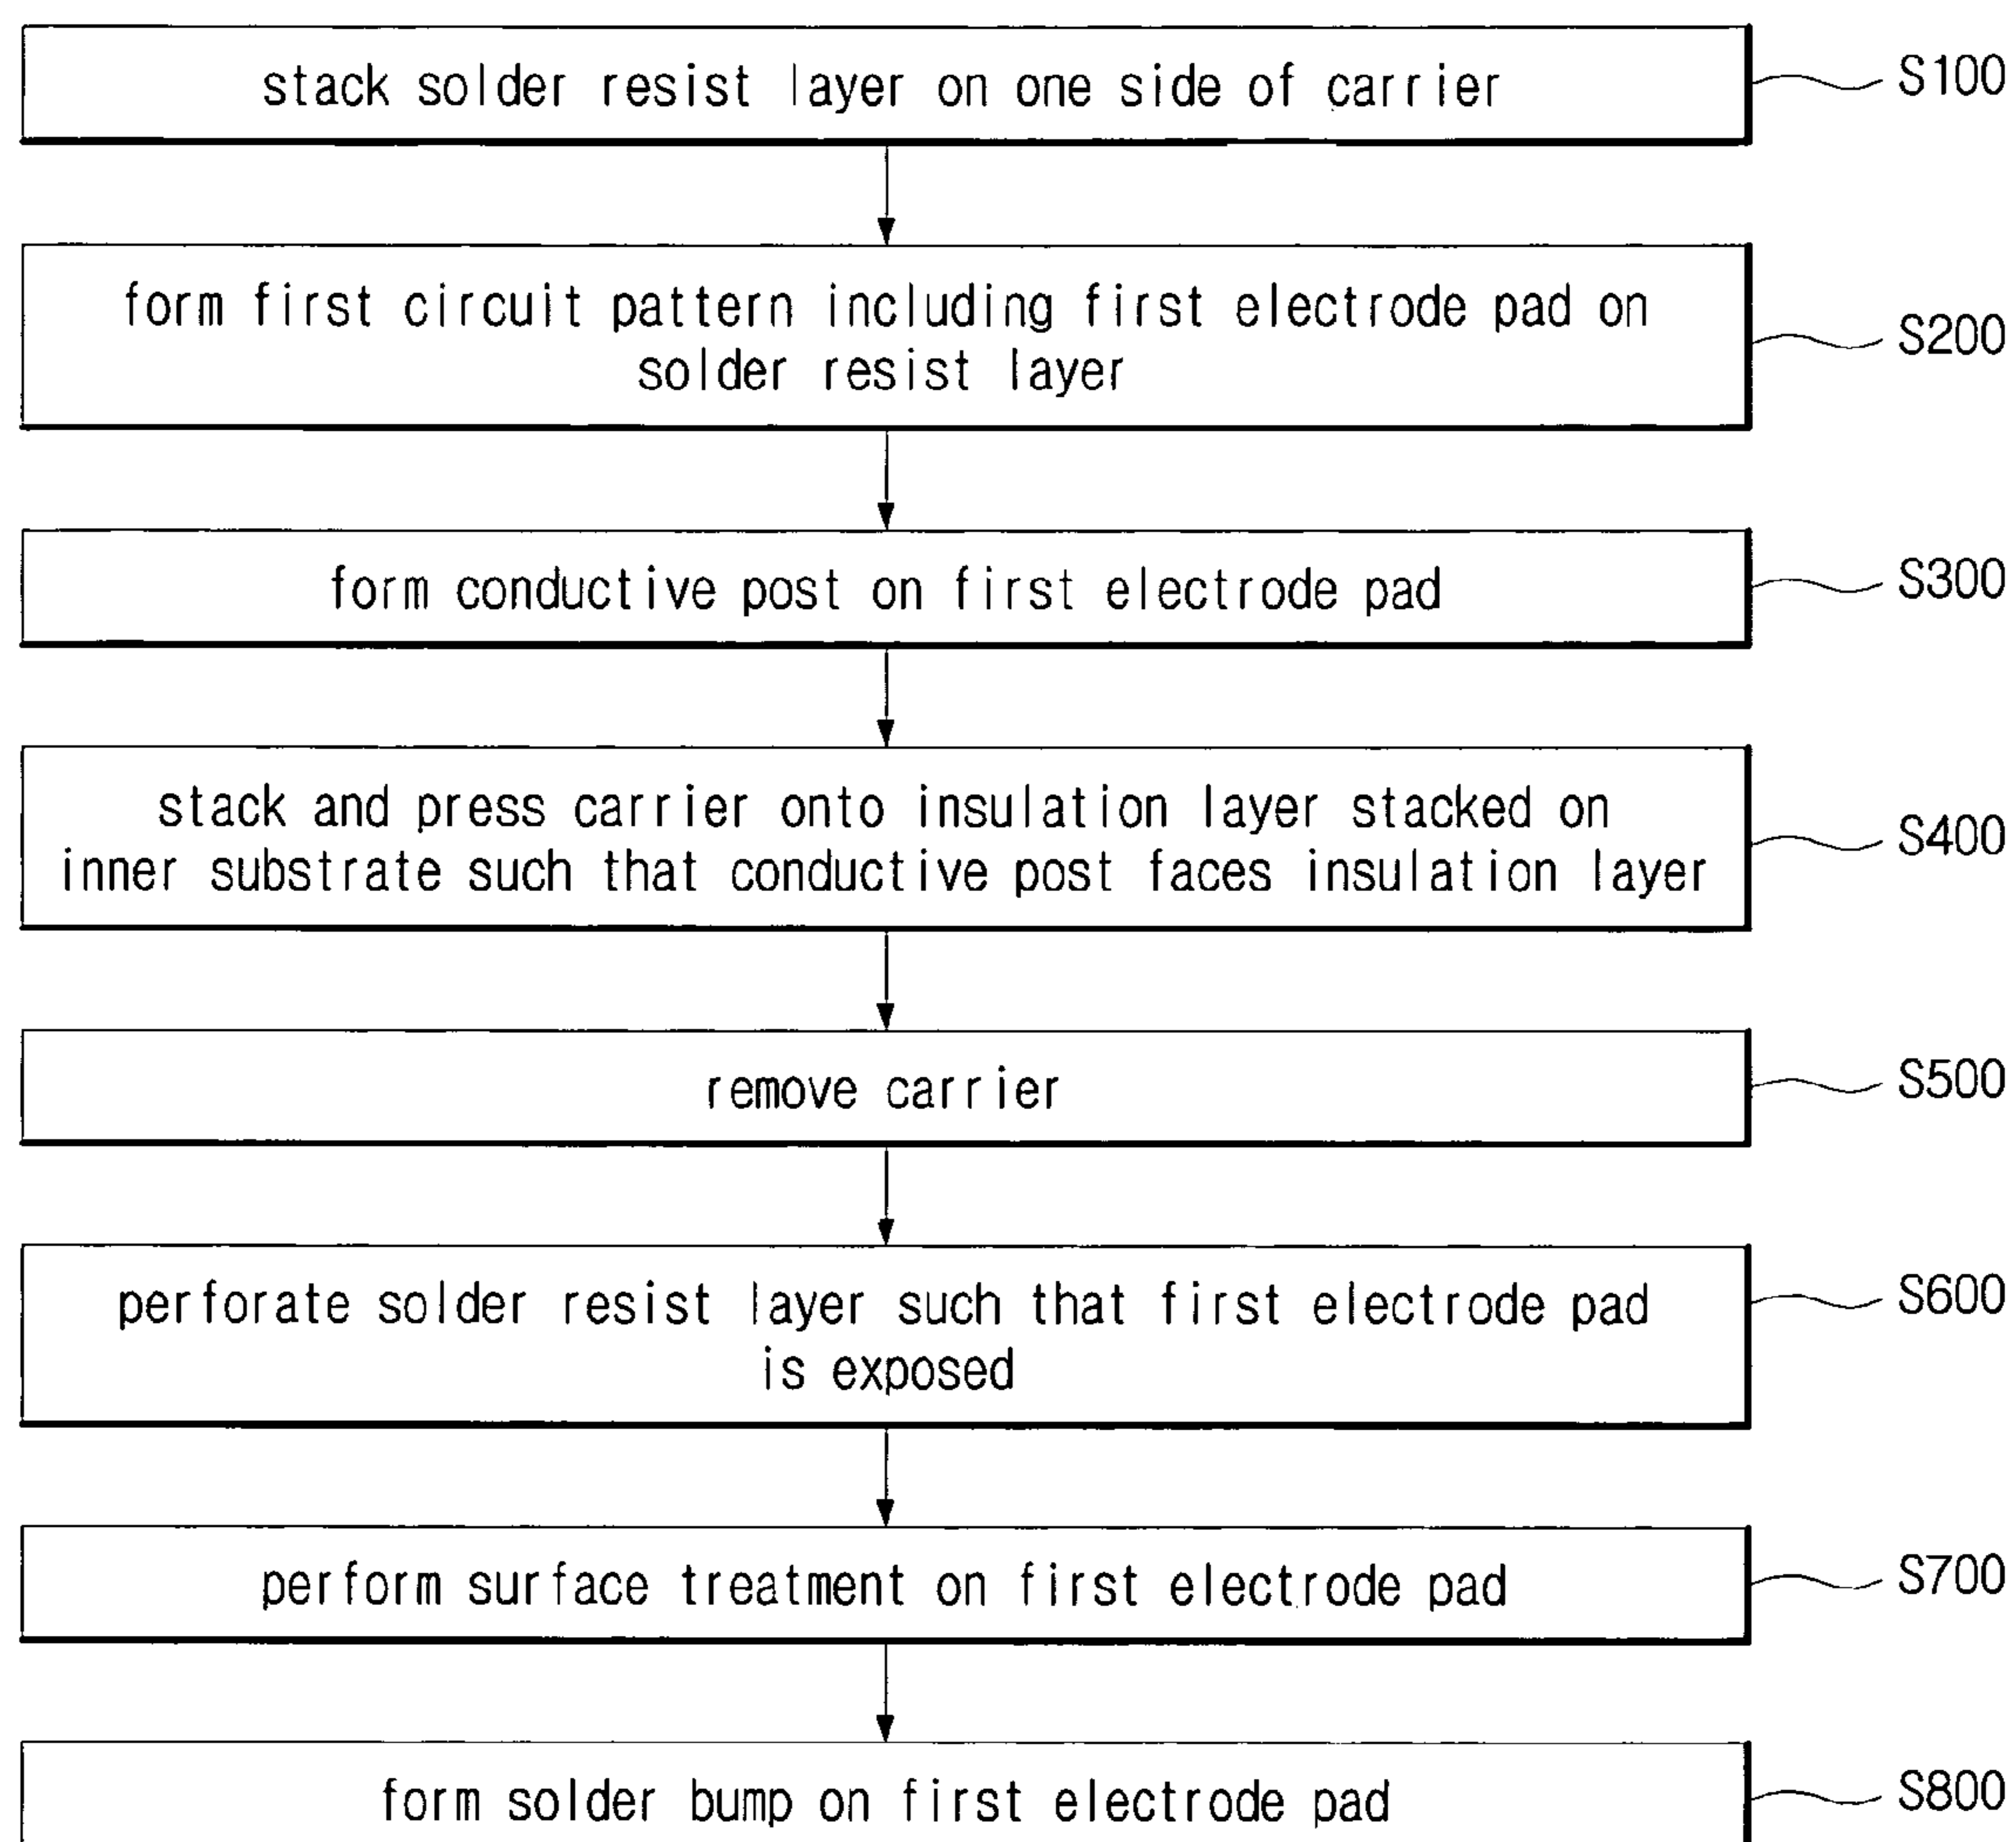 stack solder resist layer on one side of carrier
S100
form first circuit pattern including first electrode pad on
solder resist layer
S200
form conductive post on first electrode pad
S300
stack and press carrier onto insulation layer stacked on
inner substrate such that conductive post faces insulation layer
S400
remove carrier
S500
perforate solder resist layer such that first electrode pad
is exposed
S600
perform surface treatment on first electrode pad
S700
form solder bump on first electrode pad
S800